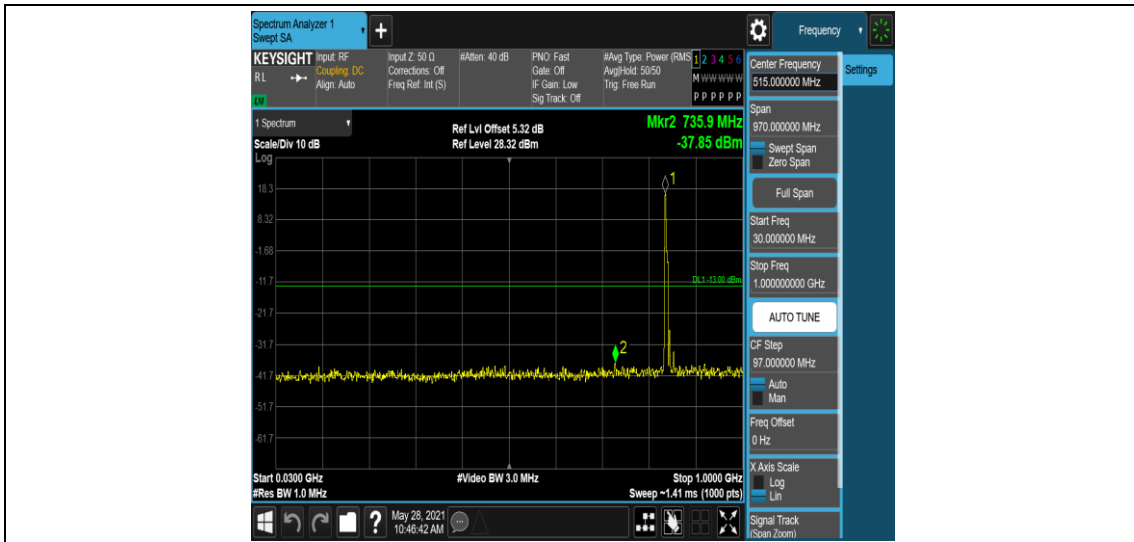 Spectrum Analyzer 1
Swept SA
+
Frequency
KEYSIGHT
RL
LXI
Input: RF
Coupling: DC
Align: Auto
Input Z: 50 Ω
Corrections: Off
Freq Ref: Int (S)
#Atten: 40 dB
PNO: Fast
Gate: Off
IF Gain: Low
Sig Track: Off
#Avg Type: Power (RMS
Avg|Hold: 50/50
Trig: Free Run
1 2 3 4 5 6
M W W W W W
P P P P P P
Center Frequency
515.000000 MHz
Settings
Span
970.000000 MHz
Swept Span
Zero Span
Full Span
Start Freq
30.000000 MHz
Stop Freq
1.000000000 GHz
AUTO TUNE
CF Step
97.000000 MHz
Auto
Man
Freq Offset
0 Hz
X Axis Scale
Log
Lin
Signal Track
(Span Zoom)
1 Spectrum
Scale/Div 10 dB
Log
Ref Lvl Offset 5.32 dB
Ref Level 28.32 dBm
Mkr2 735.9 MHz
-37.85 dBm
1
18.3
8.32
-1.68
-11.7
DL1 -13.00 dBm
-21.7
-31.7
2
-41.7
-51.7
-61.7
Start 0.0300 GHz
#Res BW 1.0 MHz
#Video BW 3.0 MHz
Stop 1.0000 GHz
Sweep ~1.41 ms (1000 pts)
?
May 28, 2021
10:46:42 AM